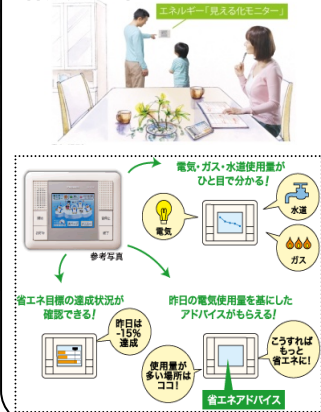 エネルギー「見える化モニター」
電気・ガス・水道使用量が
ひと目で分かる!
電気
水道
ガス
参考写真
省エネ目標の達成状況が
確認できる!
昨日は
-15%
達成
昨日の電気使用量を基にした
アドバイスがもらえる!
使用量が
多い場所は
ココ!
こうすれば
もっと
省エネに!
省エネアドバイス